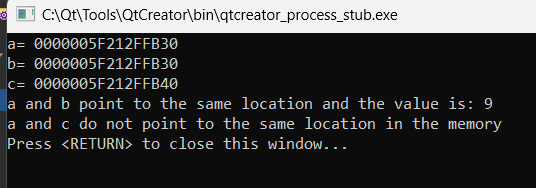 C:\Qt\Tools\QtCreator\bin\qtcreator_process_stub.exe
a= 0000005F212FFB30
b= 0000005F212FFB30
c= 0000005F212FFB40
a and b point to the same location and the value is: 9
a and c do not point to the same location in the memory
Press <RETURN> to close this window...